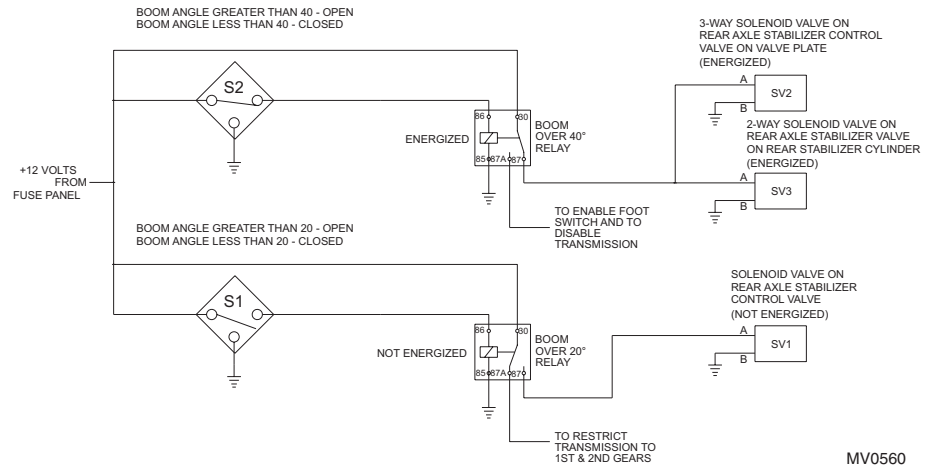 BOOM ANGLE GREATER THAN 40 - OPEN
BOOM ANGLE LESS THAN 40 - CLOSED
3-WAY SOLENOID VALVE ON
REAR AXLE STABILIZER CONTROL
VALVE ON VALVE PLATE
(ENERGIZED)
S2
A
B
SV2
86
30
ENERGIZED
BOOM
OVER 40°
RELAY
85 87A 87
2-WAY SOLENOID VALVE ON
REAR AXLE STABILIZER VALVE
ON REAR STABILIZER CYLINDER
(ENERGIZED)
A
B
SV3
+12 VOLTS
FROM
FUSE PANEL
TO ENABLE FOOT
SWITCH AND TO
DISABLE
TRANSMISSION
BOOM ANGLE GREATER THAN 20 - OPEN
BOOM ANGLE LESS THAN 20 - CLOSED
S1
SOLENOID VALVE ON
REAR AXLE STABILIZER
CONTROL VALVE
(NOT ENERGIZED)
A
B
SV1
86
30
NOT ENERGIZED
BOOM
OVER 20°
RELAY
85 87A 87
TO RESTRICT
TRANSMISSION TO
1ST & 2ND GEARS
MV0560